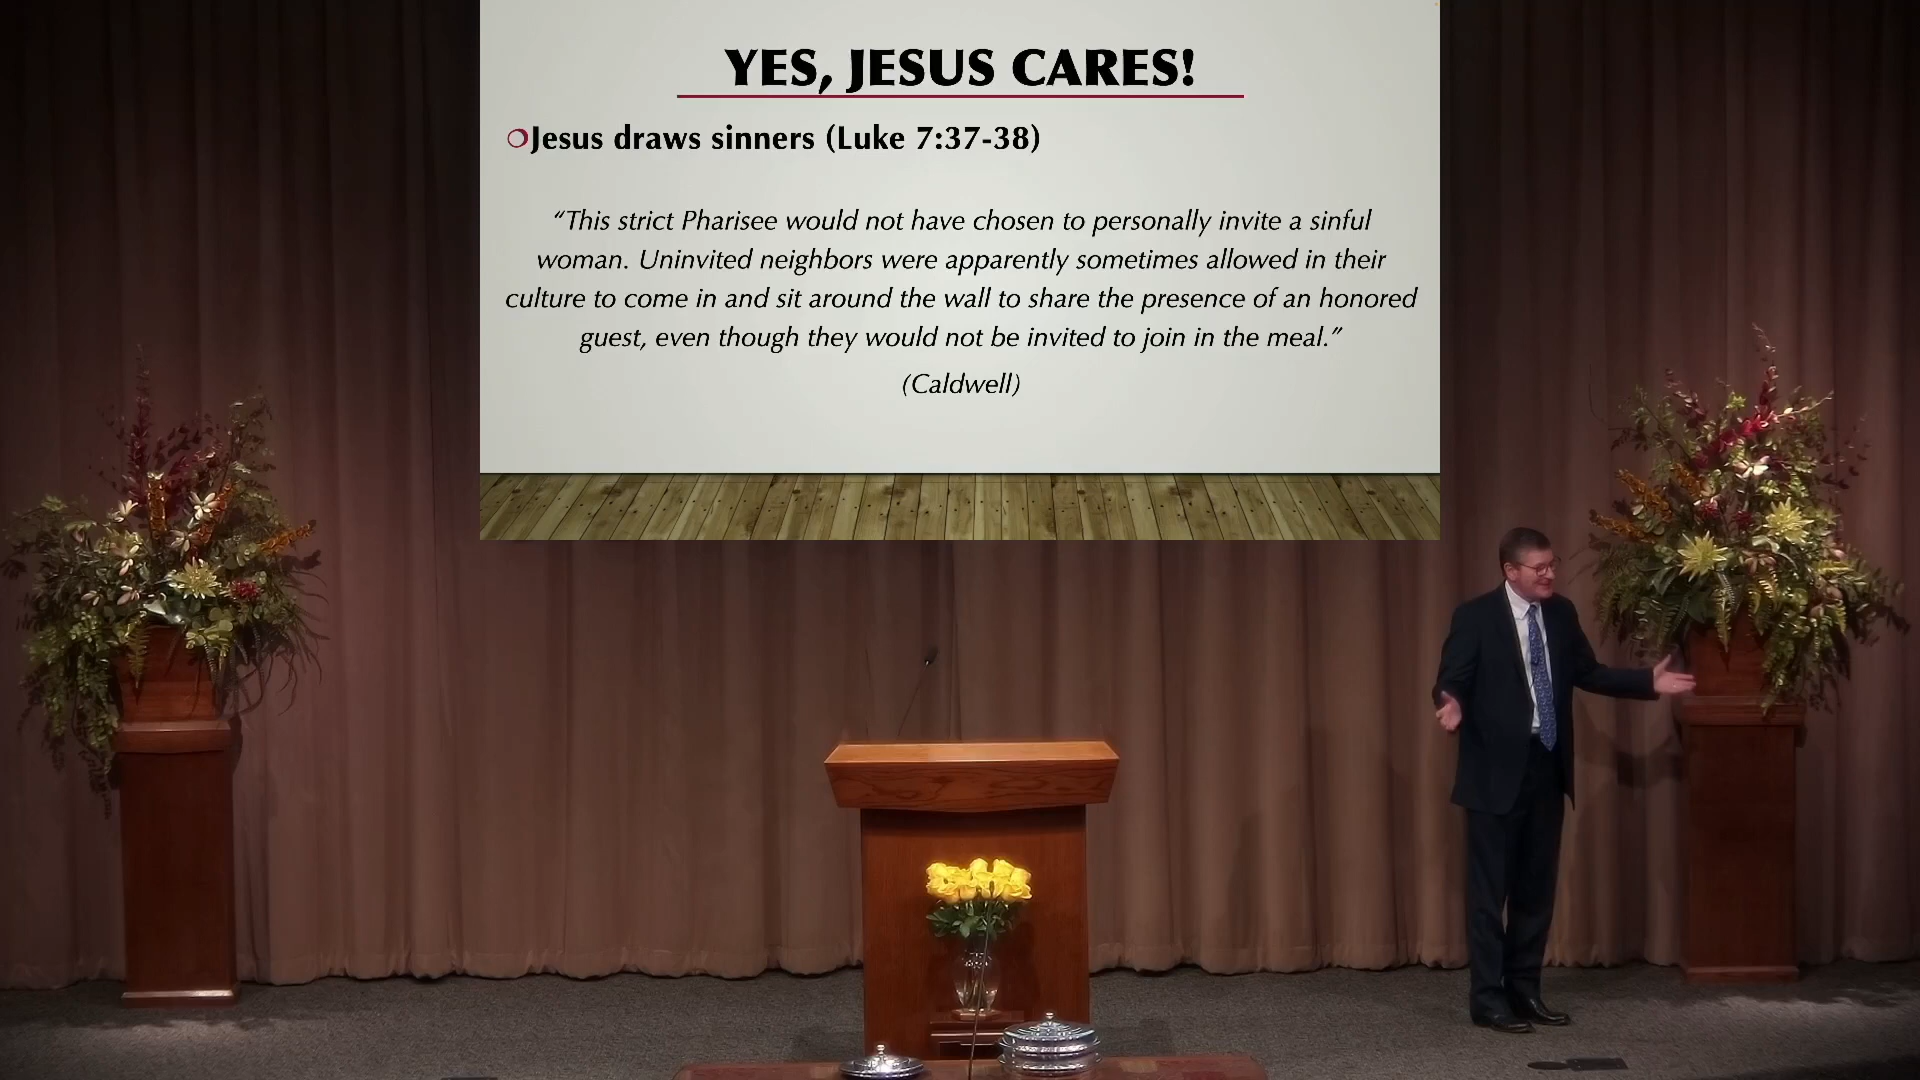 YES, JESUS CARES!
Jesus draws sinners (Luke 7:37-38)
“This strict Pharisee would not have chosen to personally invite a sinful
woman. Uninvited neighbors were apparently sometimes allowed in their
culture to come in and sit around the wall to share the presence of an honored
guest, even though they would not be invited to join in the meal.”
(Caldwell)